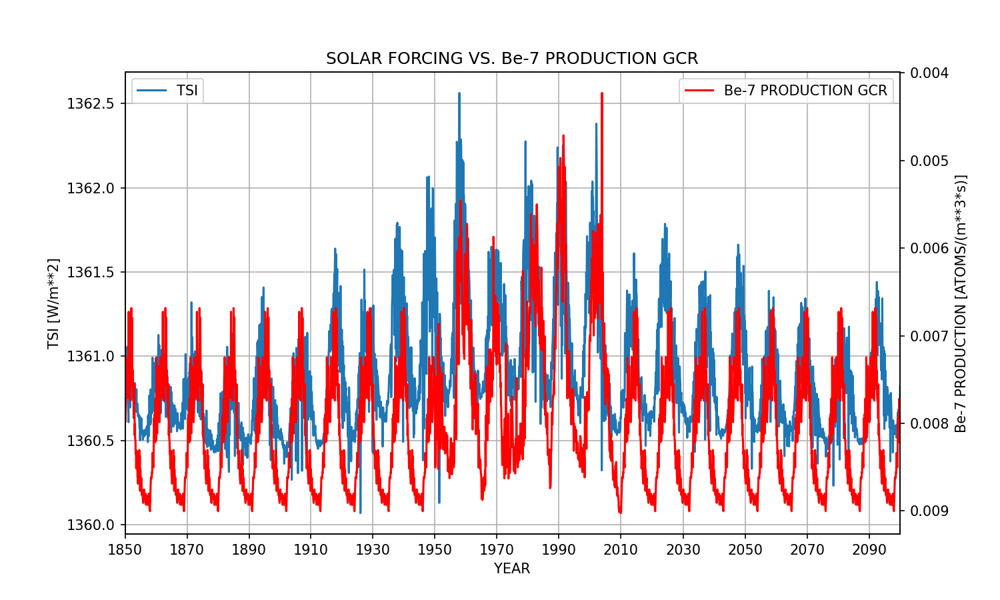 SOLAR FORCING VS. Be-7 PRODUCTION GCR
TSI
Be-7 PRODUCTION GCR
TSI [W/m**2]
1362.5
1362.0
1361.5
1361.0
1360.5
1360.0
0.004
0.005
0.006
0.007
0.008
0.009
Be-7 PRODUCTION [ATOMS/(m**3*s)]
1850 1870 1890 1910 1930 1950 1970 1990 2010 2030 2050 2070 2090
YEAR